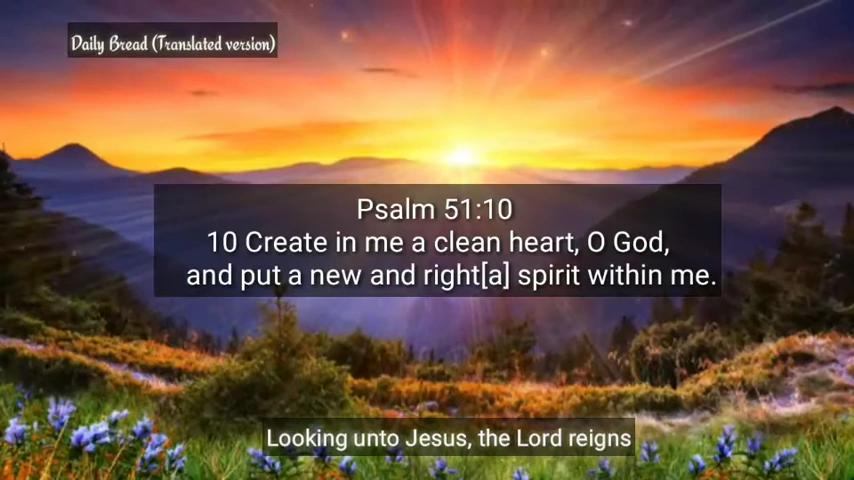 Daily Bread (Translated version)
Psalm 51:10
10 Create in me a clean heart, O God,
and put a new and right[a] spirit within me.
Looking unto Jesus, the Lord reigns